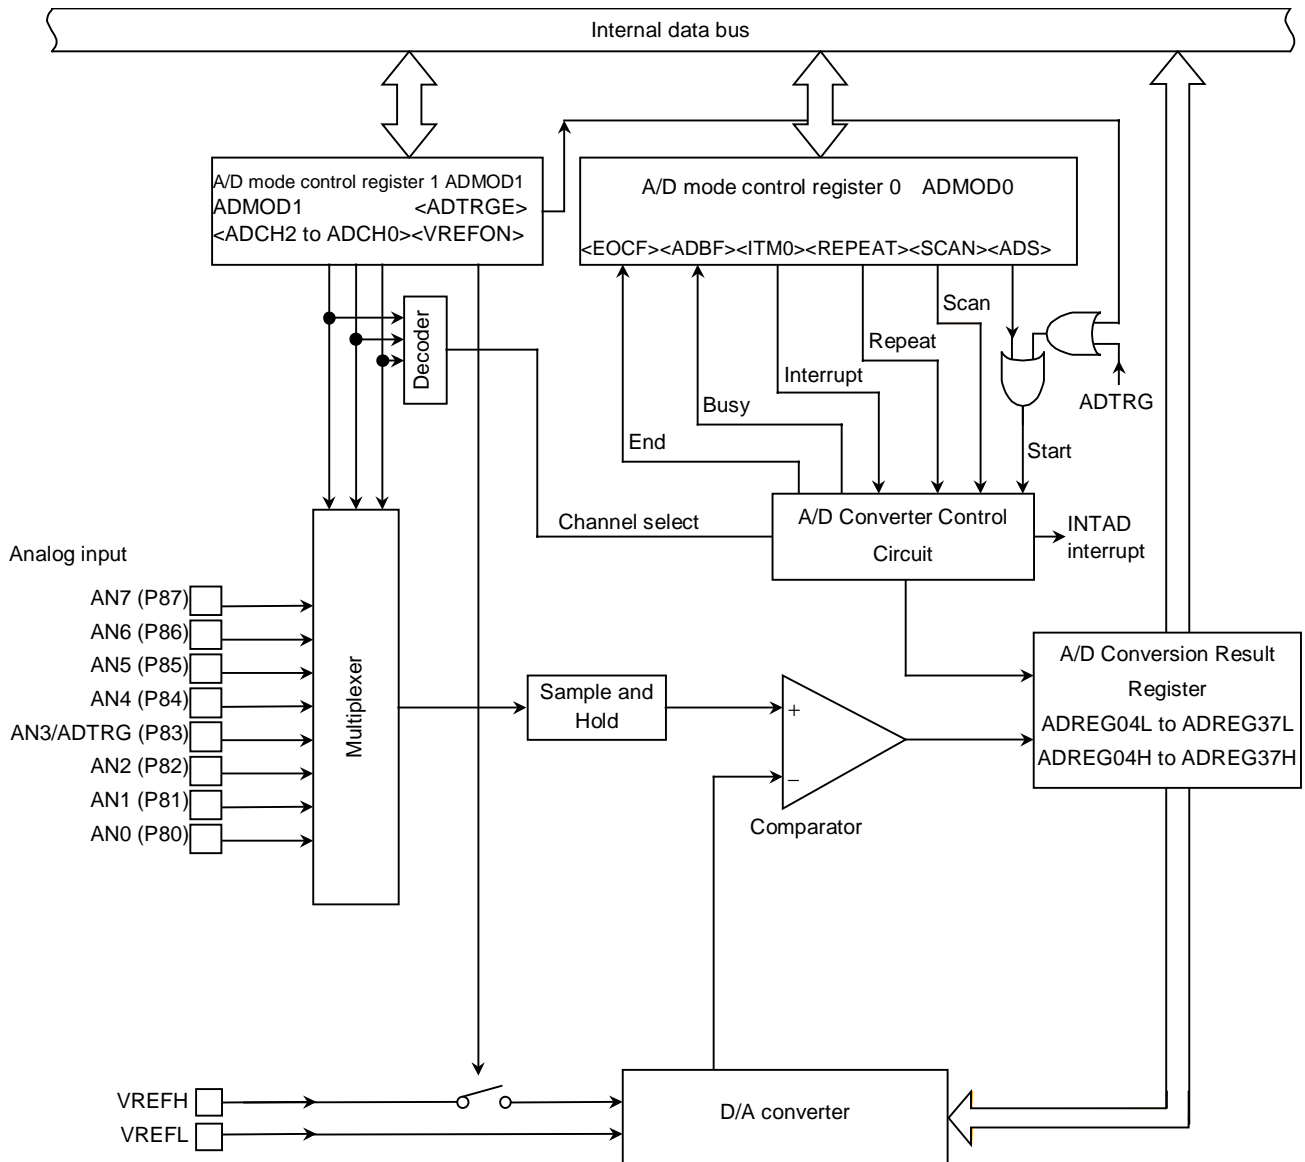 Internal data bus
A/D mode control register 1 ADMOD1
ADMOD1 <ADTRGE>
<ADCH2 to ADCH0><VREFON>
A/D mode control register 0 ADMOD0
<EOCF><ADBF><ITM0><REPEAT><SCAN><ADS>
Decoder
Scan
Repeat
Interrupt
Busy
End
ADTRG
Start
Channel select
A/D Converter Control
Circuit
INTAD
interrupt
Analog input
AN7 (P87)
AN6 (P86)
AN5 (P85)
AN4 (P84)
AN3/ADTRG (P83)
AN2 (P82)
AN1 (P81)
AN0 (P80)
Multiplexer
Sample and
Hold
+
−
Comparator
A/D Conversion Result
Register
ADREG04L to ADREG37L
ADREG04H to ADREG37H
VREFH
VREFL
D/A converter